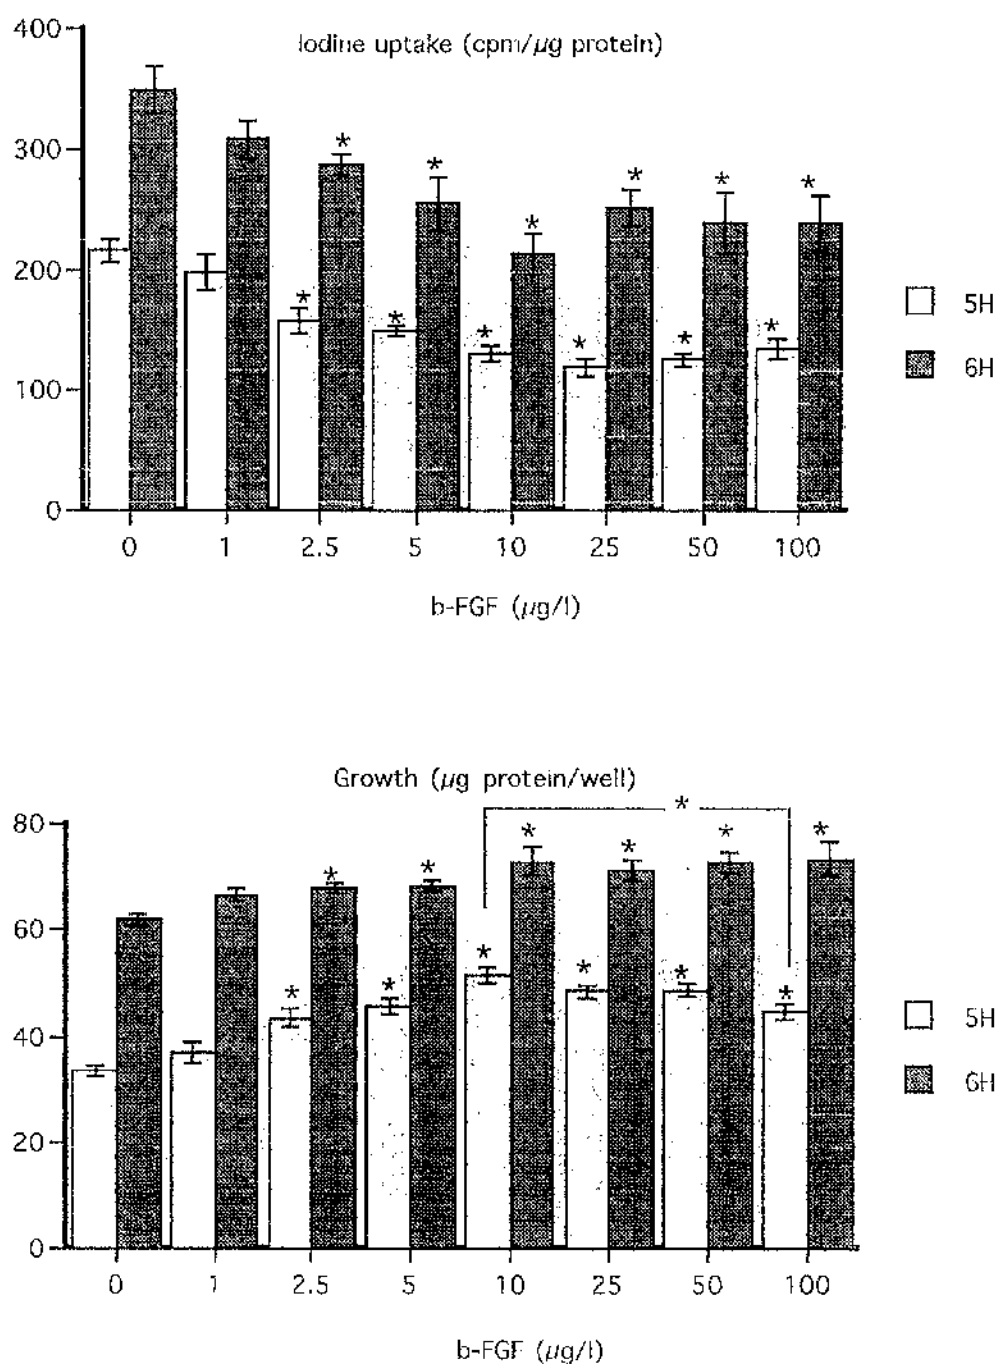 Iodine uptake (cpm/µg protein)
400
300
200
100
0
* * * * * *
* * * * * *
0 1 2.5 5 10 25 50 100
b-FGF (µg/l)
5H
6H
Growth (µg protein/well)
*
80
60
40
20
0
* * * * * *
* * * * * *
0 1 2.5 5 10 25 50 100
b-FGF (µg/l)
5H
6H